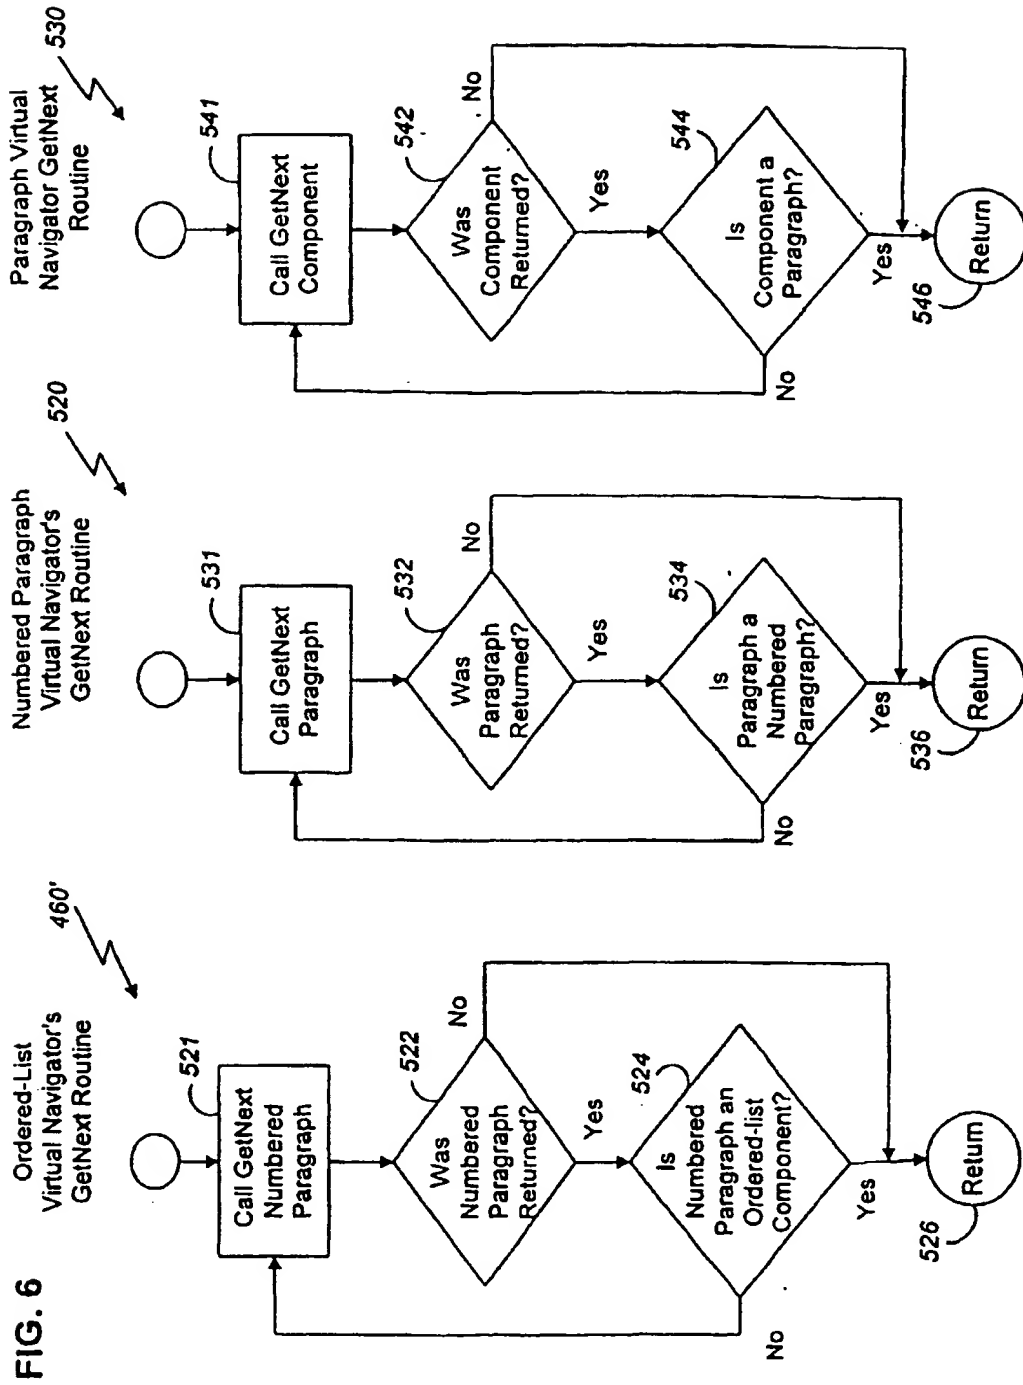 FIG. 6
Ordered-List
Virtual Navigator's
GetNext Routine
460'
521
Call GetNext
Numbered
Paragraph
522
Was
Numbered
Paragraph
Returned?
No
Yes
524
Is
Numbered
Paragraph an
Ordered-list
Component?
No
Yes
Return
526
Numbered Paragraph
Virtual Navigator's
GetNext Routine
520
531
Call GetNext
Paragraph
532
Was
Paragraph
Returned?
No
Yes
534
Is
Paragraph a
Numbered
Paragraph?
No
Yes
Return
536
Paragraph Virtual
Navigator GetNext
Routine
530
541
Call GetNext
Component
542
Was
Component
Returned?
No
Yes
544
Is
Component a
Paragraph?
No
Yes
Return
546